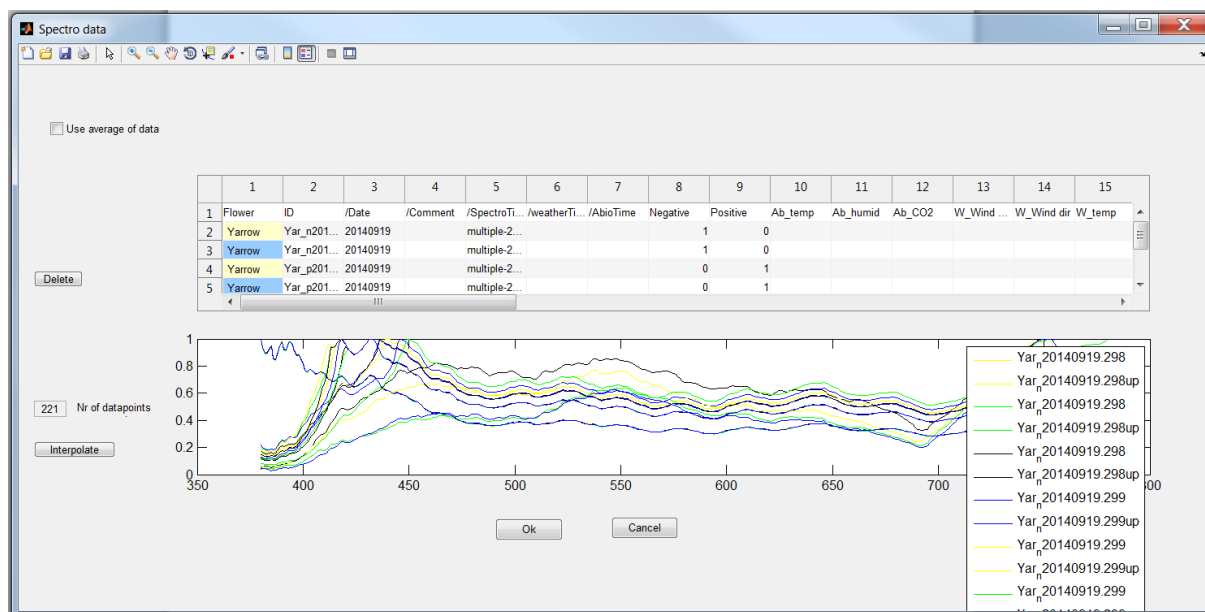 Spectro data
Use average of data
1 2 3 4 5 6 7 8 9 10 11 12 13 14 15
1 Flower ID /Date /Comment /SpectroTi... /weatherTi... /AbioTime Negative Positive Ab_temp Ab_humid Ab_CO2 W_Wind ... W_Wind dir W_temp
2 Yarrow Yar_n201... 20140919 multiple-2... 1 0
3 Yarrow Yar_n201... 20140919 multiple-2... 1 0
4 Yarrow Yar_p201... 20140919 multiple-2... 0 1
5 Yarrow Yar_p201... 20140919 multiple-2... 0 1
Delete
1
0.8
0.6
0.4
0.2
0
350 400 450 500 550 600 650 700
221 Nr of datapoints
Interpolate
Yar_n20140919.298
Yar_n20140919.298up
Yar_n20140919.298
Yar_n20140919.298up
Yar_n20140919.298
Yar_n20140919.298up
Yar_n20140919.299
Yar_n20140919.299up
Yar_n20140919.299
Yar_n20140919.299up
Yar_n20140919.299
Ok Cancel